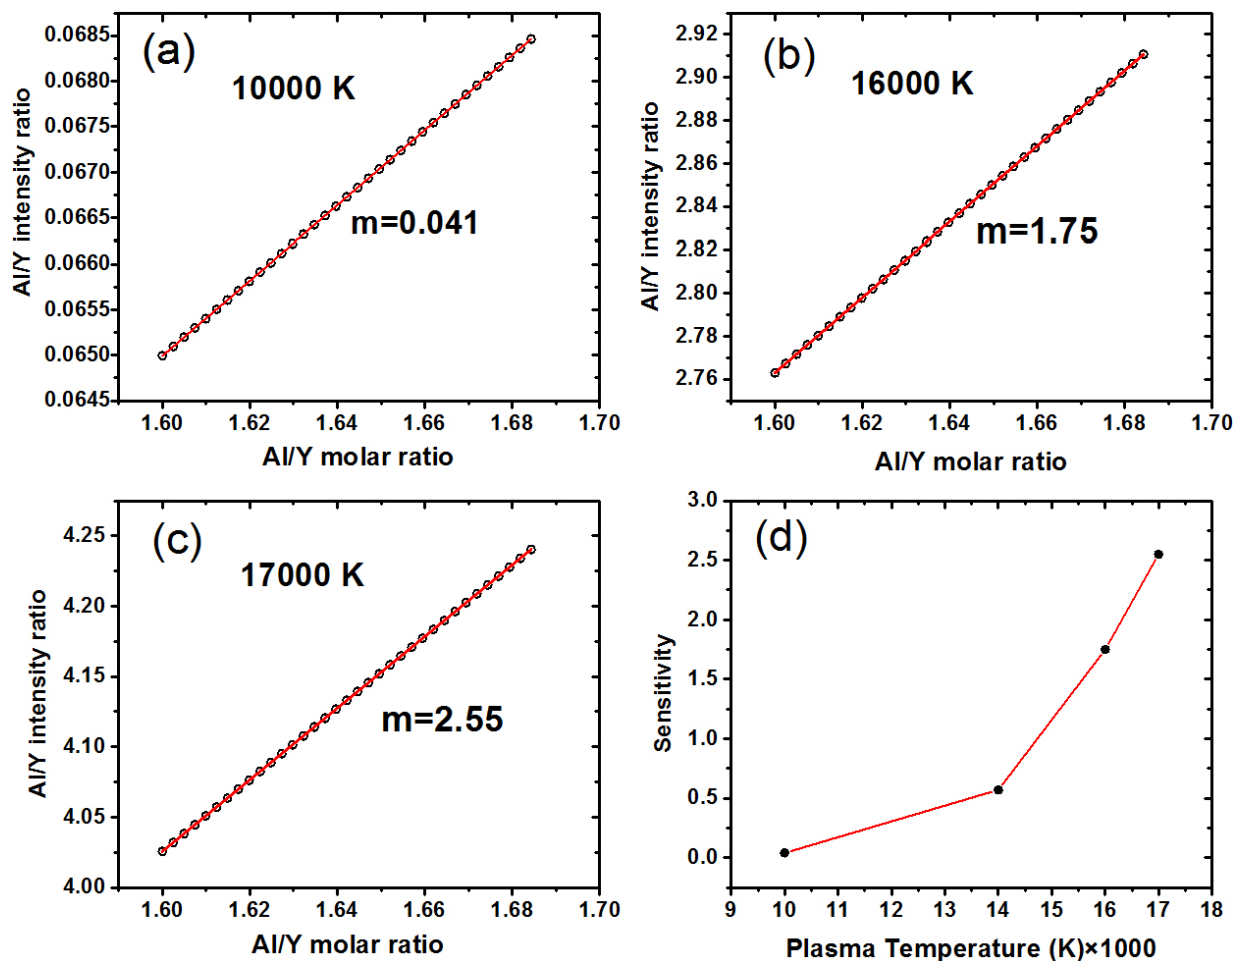 (a)
10000 K
m=0.041
Al/Y intensity ratio
0.0685
0.0680
0.0675
0.0670
0.0665
0.0660
0.0655
0.0650
0.0645
1.60 1.62 1.64 1.66 1.68 1.70
Al/Y molar ratio
(b)
16000 K
m=1.75
Al/Y intensity ratio
2.92
2.90
2.88
2.86
2.84
2.82
2.80
2.78
2.76
1.60 1.62 1.64 1.66 1.68 1.70
Al/Y molar ratio
(c)
17000 K
m=2.55
Al/Y intensity ratio
4.25
4.20
4.15
4.10
4.05
4.00
1.60 1.62 1.64 1.66 1.68 1.70
Al/Y molar ratio
(d)
Sensitivity
3.0
2.5
2.0
1.5
1.0
0.5
0.0
9 10 11 12 13 14 15 16 17 18
Plasma Temperature (K)×1000